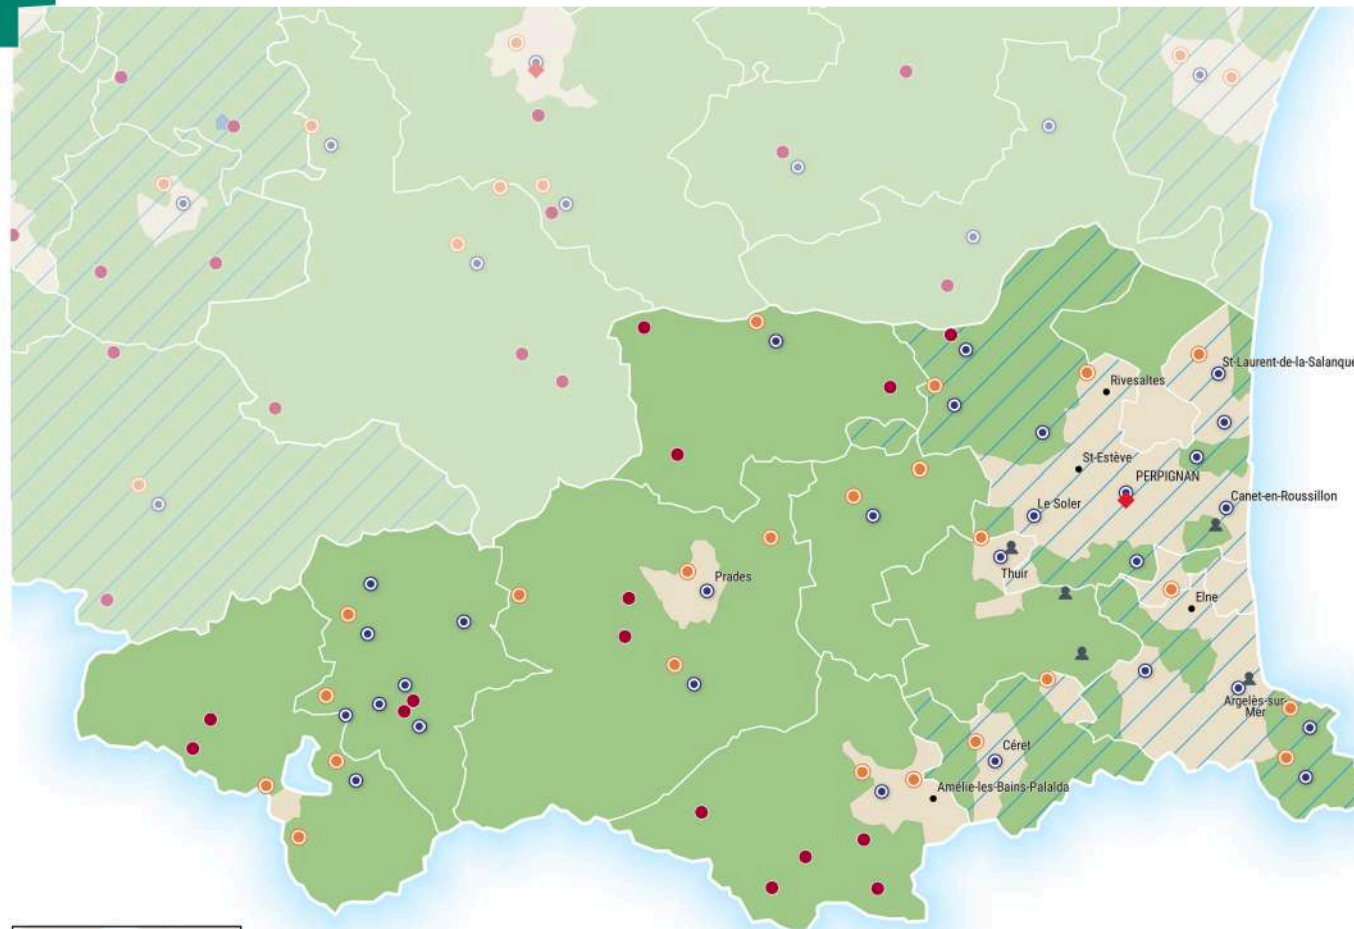 St-Laurent-de-la-Salanque
Rivesaltes
St-Estève
PERPIGNAN
Canet-en-Roussillon
Le Soler
Thuir
Prades
Elne
Argelès-sur-
Mer
Céret
Amélie-les-Bains-Palalda